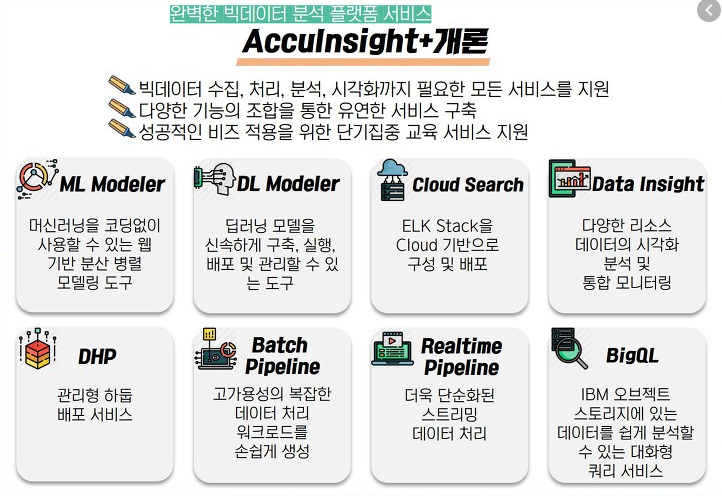 완벽한 빅데이터 분석 플랫폼 서비스
AccuInsight+개론
빅데이터 수집, 처리, 분석, 시각화까지 필요한 모든 서비스를 지원
다양한 기능의 조합을 통한 유연한 서비스 구축
성공적인 비즈 적용을 위한 단기집중 교육 서비스 지원
ML Modeler
머신러닝을 코딩없이
사용할 수 있는 웹
기반 분산 병렬
모델링 도구
DL Modeler
딥러닝 모델을
신속하게 구축, 실행,
배포 및 관리할 수 있
는 도구
Cloud Search
ELK Stack을
Cloud 기반으로
구성 및 배포
Data Insight
다양한 리소스
데이터의 시각화
분석 및
통합 모니터링
DHP
관리형 하둡
배포 서비스
Batch
Pipeline
고가용성의 복잡한
데이터 처리
워크로드를
손쉽게 생성
Realtime
Pipeline
더욱 단순화된
스트리밍
데이터 처리
BigQL
IBM 오브젝트
스토리지에 있는
데이터를 쉽게 분석할
수 있는 대화형
쿼리 서비스